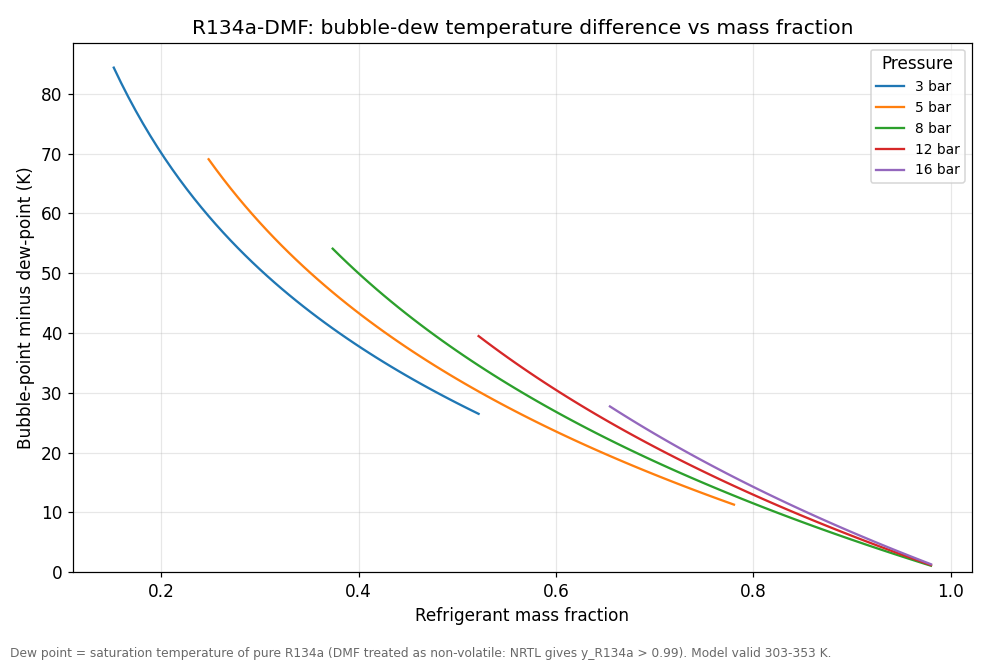 R134a-DMF: bubble-dew temperature difference vs mass fraction
Bubble-point minus dew-point (K)
80
70
60
50
40
30
20
10
0
0.2
0.4
0.6
0.8
1.0
Refrigerant mass fraction
Pressure
3 bar
5 bar
8 bar
12 bar
16 bar
Dew point = saturation temperature of pure R134a (DMF treated as non-volatile: NRTL gives y_R134a > 0.99). Model valid 303-353 K.